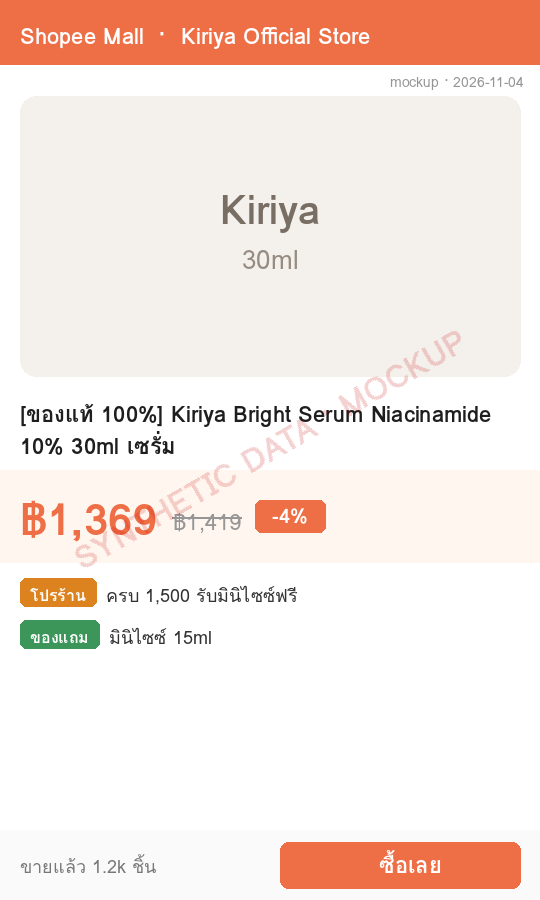 Shopee Mall · Kiriya Official Store
mockup · 2026-11-04
Kiriya
30ml
SYNTHETIC DATA · MOCKUP
[ของแท้ 100%] Kiriya Bright Serum Niacinamide
10% 30ml เซรั่ม
฿1,369 ฿1,419 -4%
โปรร้าน ครบ 1,500 รับมินิไซซ์ฟรี
ของแถม มินิไซซ์ 15ml
ขายแล้ว 1.2k ชิ้น ซื้อเลย